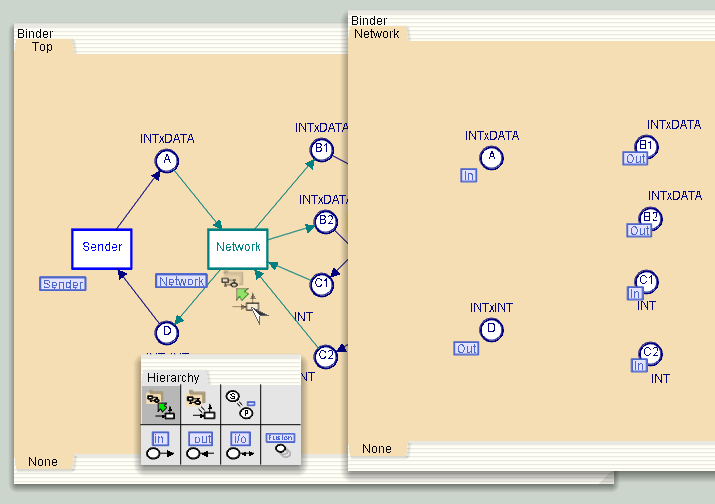 Binder
Top
INTxDATA
A
INTxDATA
B1
INTxDATA
B2
Sender
Network
Sender
Network
C1
INT
D
C2
NT
Hierarchy
S
P
in
out
i/o
Fusion
None
Binder
Network
INTxDATA
A
In
INTxDATA
B1
Out
INTxDATA
B2
Out
C1
In
INT
INTxINT
D
Out
C2
In
INT
None